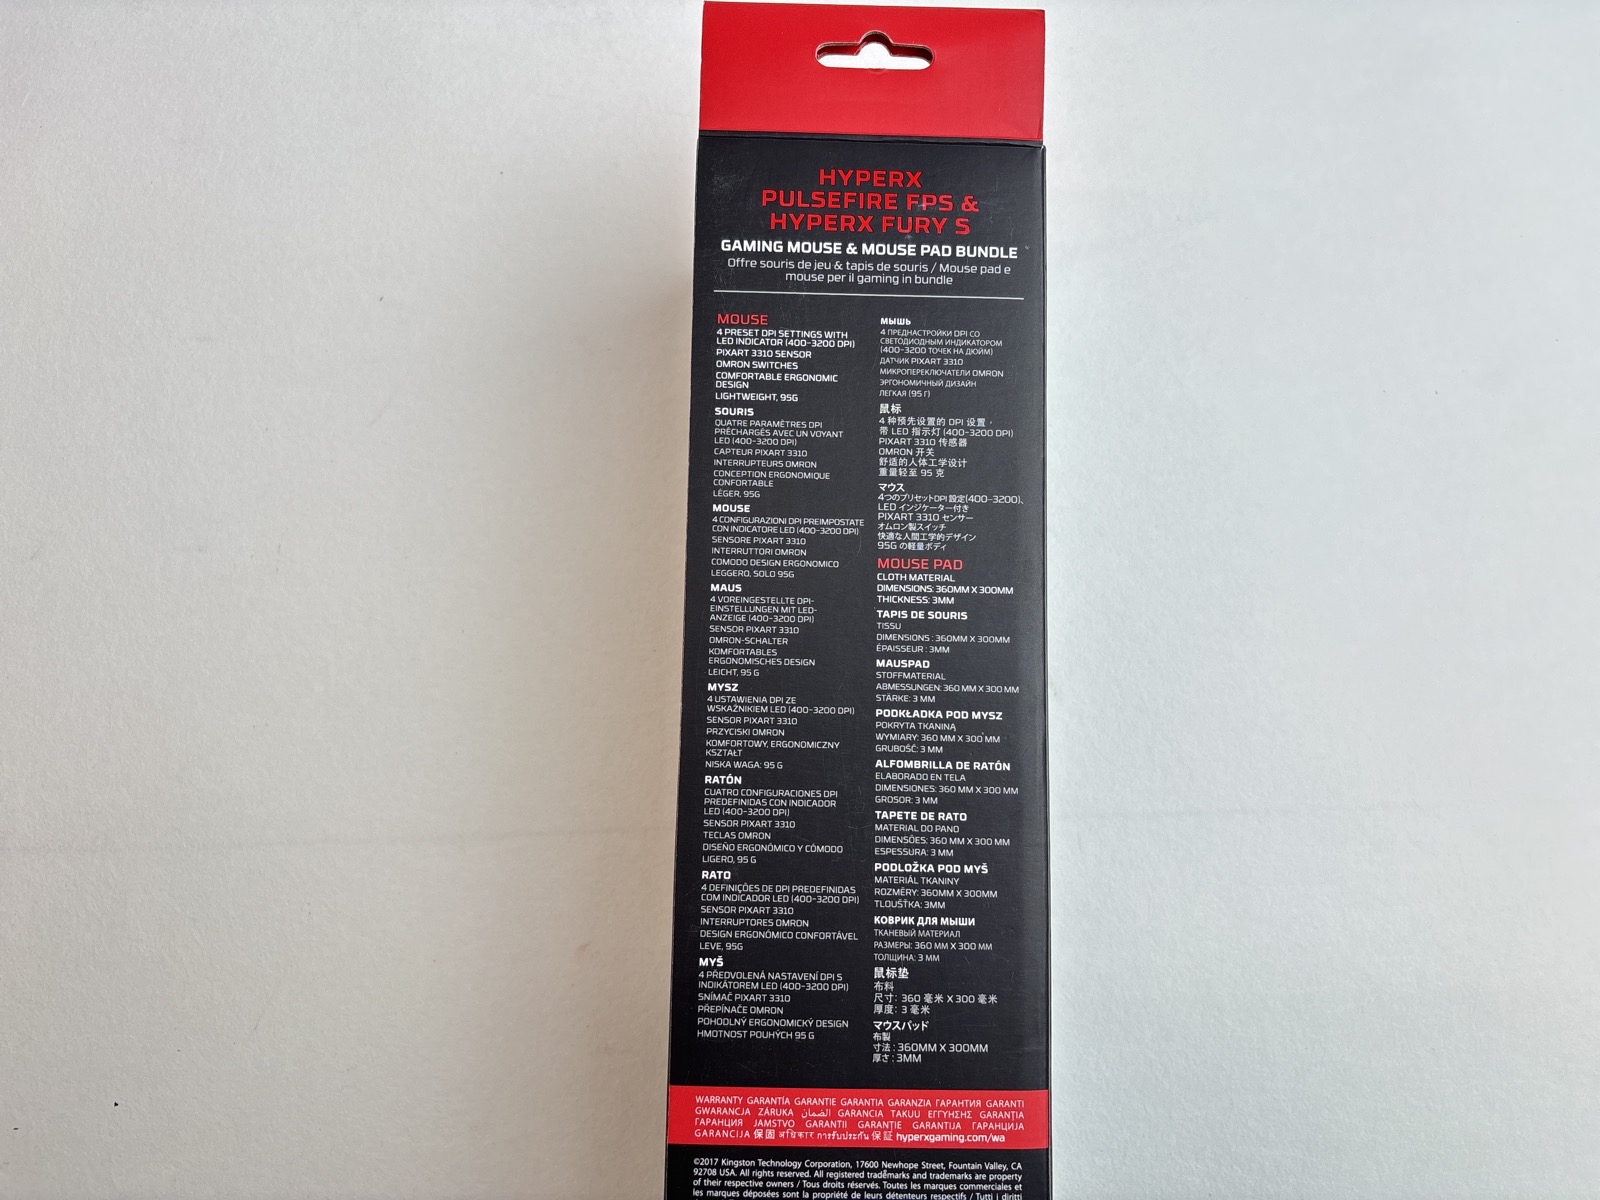 HYPERX
PULSEFIRE FPS &
HYPERX FURY S
GAMING MOUSE & MOUSE PAD BUNDLE
Offre souris de jeu & tapis de souris / Mouse pad e
mouse per il gaming in bundle
MOUSE
4 PRESET DPI SETTINGS WITH
LED INDICATOR (400-3200 DPI)
PIXART 3310 SENSOR
OMRON SWITCHES
COMFORTABLE ERGONOMIC
DESIGN
LIGHTWEIGHT, 95G
SOURIS
QUATRE PARAMÈTRES DPI
PRÉCHARGÉS AVEC UN VOYANT
LED (400-3200 DPI)
CAPTEUR PIXART 3310
INTERRUPTEURS OMRON
CONCEPTION ERGONOMIQUE
CONFORTABLE
LÉGER, 95G
MOUSE
4 CONFIGURAZIONI DPI PREIMPOSTATE
CON INDICATORE LED (400-3200 DPI)
SENSORE PIXART 3310
INTERRUTTORI OMRON
COMODO DESIGN ERGONOMICO
LEGGERO, SOLO 95G
MAUS
4 VOREINGESTELLTE DPI-
EINSTELLUNGEN MIT LED-
ANZEIGE (400-3200 DPI)
SENSOR PIXART 3310
OMRON-SCHALTER
KOMFORTABLES
ERGONOMISCHES DESIGN
LEICHT, 95 G
MYSZ
4 USTAWIENIA DPI ZE
WSKAŹNIKIEM LED (400-3200 DPI)
SENSOR PIXART 3310
PRZYCISKI OMRON
KOMFORTOWY, ERGONOMICZNY
KSZTAŁT
NISKA WAGA: 95 G
RATÓN
CUATRO CONFIGURACIONES DPI
PREDEFINIDAS CON INDICADOR
LED (400-3200 DPI)
SENSOR PIXART 3310
TECLAS OMRON
DISEÑO ERGONÓMICO Y CÓMODO
LIGERO, 95 G
RATO
4 DEFINIÇÕES DE DPI PREDEFINIDAS
COM INDICADOR LED (400-3200 DPI)
SENSOR PIXART 3310
INTERRUPTORES OMRON
DESIGN ERGONÓMICO CONFORTÁVEL
LEVE, 95G
MYŠ
4 PŘEDVOLENÁ NASTAVENÍ DPI S
INDIKÁTOREM LED (400-3200 DPI)
SNÍMAČ PIXART 3310
PŘEPÍNAČE OMRON
POHODLNÝ ERGONOMICKÝ DESIGN
HMOTNOST POUHÝCH 95 G
МЫШЬ
4 ПРЕДНАСТРОЙКИ DPI СО
СВЕТОДИОДНЫМ ИНДИКАТОРОМ
(400-3200 ТОЧЕК НА ДЮЙМ)
ДАТЧИК PIXART 3310
МИКРОПЕРЕКЛЮЧАТЕЛИ OMRON
ЭРГОНОМИЧНЫЙ ДИЗАЙН
ЛЕГКАЯ (95 Г)
鼠标
4 种预先设置的 DPI 设置，
带 LED 指示灯 (400-3200 DPI)
PIXART 3310 传感器
OMRON 开关
舒适的人体工学设计
重量轻至 95 克
マウス
4つのプリセットDPI 設定(400-3200)、
LED インジケーター付き
PIXART 3310 センサー
オムロン製スイッチ
快適な人間工学的デザイン
95G の軽量ボディ
MOUSE PAD
CLOTH MATERIAL
DIMENSIONS: 360MM X 300MM
THICKNESS: 3MM
TAPIS DE SOURIS
TISSU
DIMENSIONS : 360MM X 300MM
ÉPAISSEUR : 3MM
MAUSPAD
STOFFMATERIAL
ABMESSUNGEN: 360 MM X 300 MM
STÄRKE: 3 MM
PODKŁADKA POD MYSZ
POKRYTA TKANINĄ
WYMIARY: 360 MM X 300 MM
GRUBOŚĆ: 3 MM
ALFOMBRILLA DE RATÓN
ELABORADO EN TELA
DIMENSIONES: 360 MM X 300 MM
GROSOR: 3 MM
TAPETE DE RATO
MATERIAL DO PANO
DIMENSÕES: 360 MM X 300 MM
ESPESSURA: 3 MM
PODLOŽKA POD MYŠ
MATERIÁL TKANINY
ROZMĚRY: 360MM X 300MM
TLOUŠŤKA: 3MM
КОВРИК ДЛЯ МЫШИ
ТКАНЕВЫЙ МАТЕРИАЛ
РАЗМЕРЫ: 360 ММ X 300 ММ
ТОЛЩИНА: 3 ММ
鼠标垫
布料
尺寸: 360 毫米 X 300 毫米
厚度: 3 毫米
マウスパッド
布製
寸法 : 360MM X 300MM
厚さ : 3MM
WARRANTY GARANTÍA GARANTIE GARANTIA GARANZIA ГАРАНТИЯ GARANTI
GWARANCJA ZÁRUKA الضمان GARANCIA TAKUU ΕΓΓΥΗΣΗΣ GARANTIA
ГАРАНЦИЯ JAMSTVO GARANTII GARANTIE GARANTIJA ГАРАНЦИЈА
GARANCIJA 保固 अधिकार การรับประกัน 保証 hyperxgaming.com/wa
©2017 Kingston Technology Corporation, 17600 Newhope Street, Fountain Valley, CA
92708 USA. All rights reserved. All registered trademarks and trademarks are property
of their respective owners / Tous droits réservés. Toutes les marques commerciales et
les marques déposées sont la propriété de leurs détenteurs respectifs / Tutti i diritti